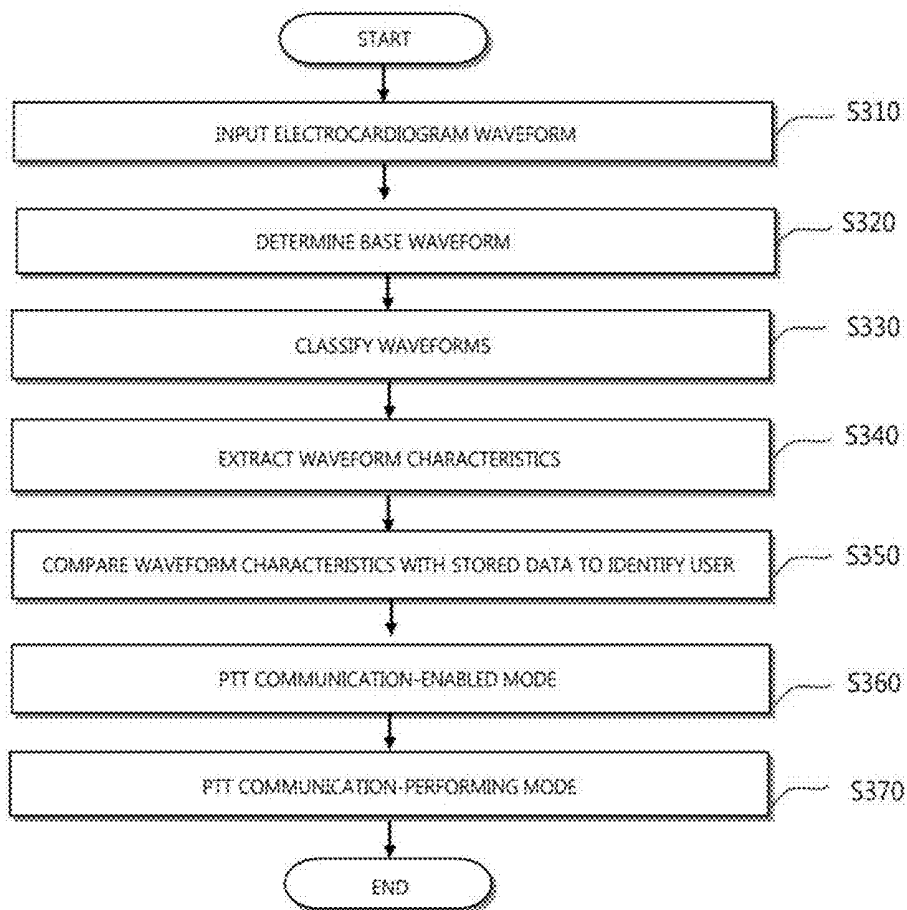 START
INPUT ELECTROCARDIOGRAM WAVEFORM
S310
DETERMINE BASE WAVEFORM
S320
CLASSIFY WAVEFORMS
S330
EXTRACT WAVEFORM CHARACTERISTICS
S340
COMPARE WAVEFORM CHARACTERISTICS WITH STORED DATA TO IDENTIFY USER
S350
PTT COMMUNICATION-ENABLED MODE
S360
PTT COMMUNICATION-PERFORMING MODE
S370
END